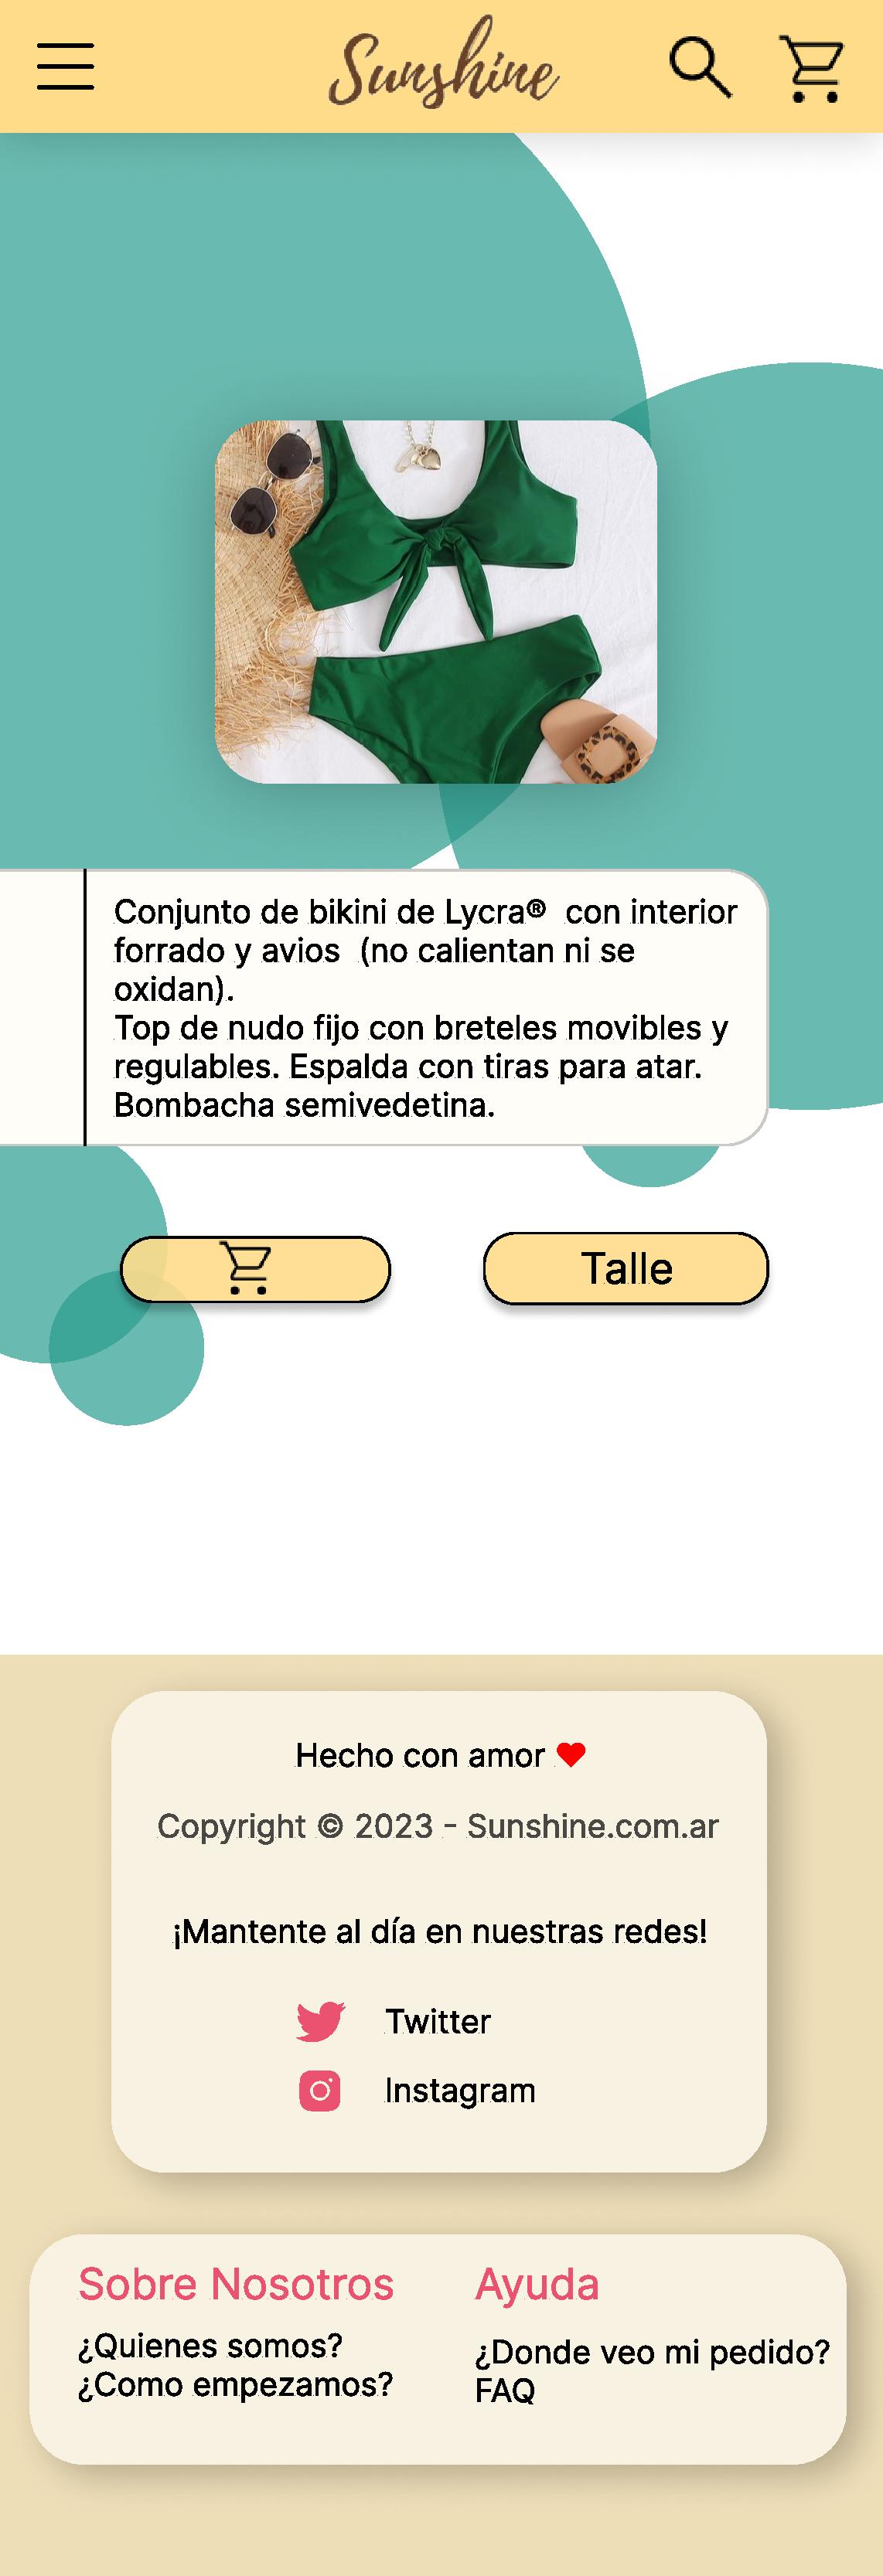 Sunshine
Conjunto de bikini de Lycra® con interior
forrado y avios (no calientan ni se
oxidan).
Top de nudo fijo con breteles movibles y
regulables. Espalda con tiras para atar.
Bombacha semivedetina.
Talle
Hecho con amor ❤
Copyright © 2023 - Sunshine.com.ar
¡Mantente al día en nuestras redes!
Twitter
Instagram
Sobre Nosotros
¿Quienes somos?
¿Como empezamos?
Ayuda
¿Donde veo mi pedido?
FAQ